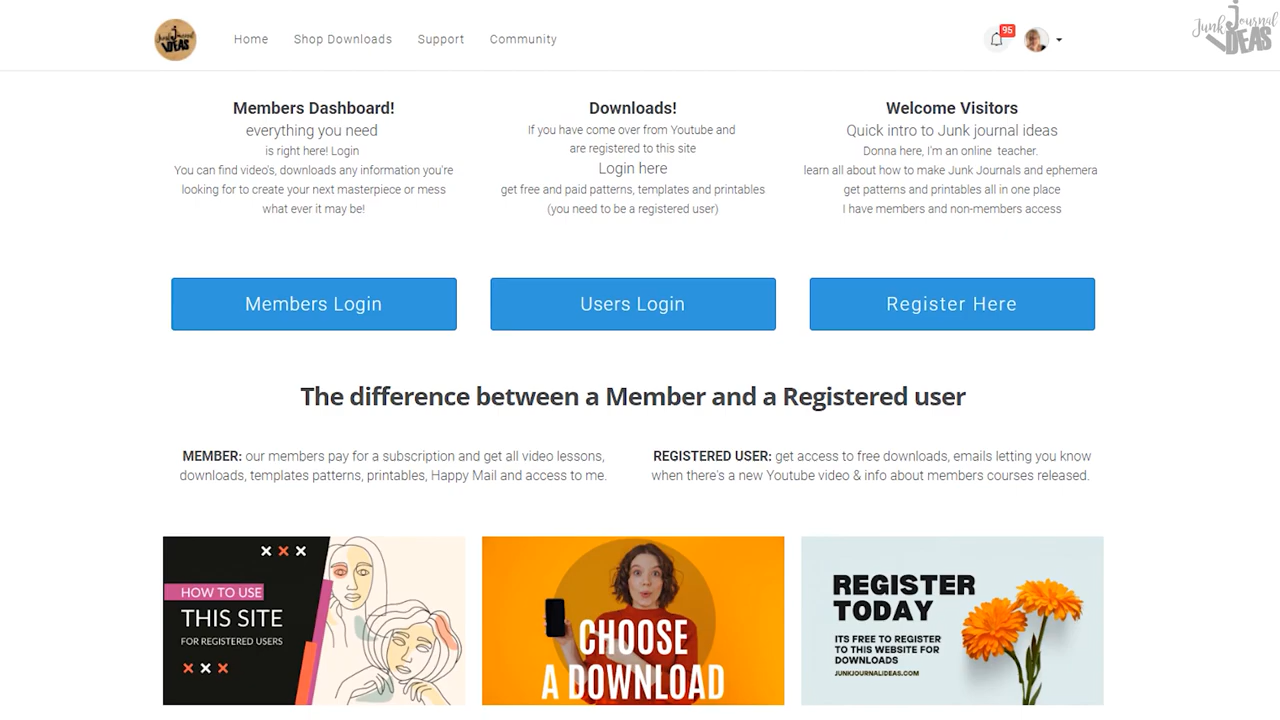 Junk Journal
IDEAS
Home
Shop Downloads
Support
Community
95
Junk Journal
IDEAS
Members Dashboard!
everything you need
is right here! Login
You can find video's, downloads any information you're
looking for to create your next masterpiece or mess
what ever it may be!
Downloads!
If you have come over from Youtube and
are registered to this site
Login here
get free and paid patterns, templates and printables
(you need to be a registered user)
Welcome Visitors
Quick intro to Junk journal ideas
Donna here, I'm an online teacher.
learn all about how to make Junk Journals and ephemera
get patterns and printables all in one place
I have members and non-members access
Members Login
Users Login
Register Here
The difference between a Member and a Registered user
MEMBER: our members pay for a subscription and get all video lessons,
downloads, templates patterns, printables, Happy Mail and access to me.
REGISTERED USER: get access to free downloads, emails letting you know
when there's a new Youtube video & info about members courses released.
HOW TO USE
THIS SITE
FOR REGISTERED USERS
CHOOSE
A DOWNLOAD
REGISTER
TODAY
ITS FREE TO REGISTER
TO THIS WEBSITE FOR
DOWNLOADS
JUNKJOURNALIDEAS.COM